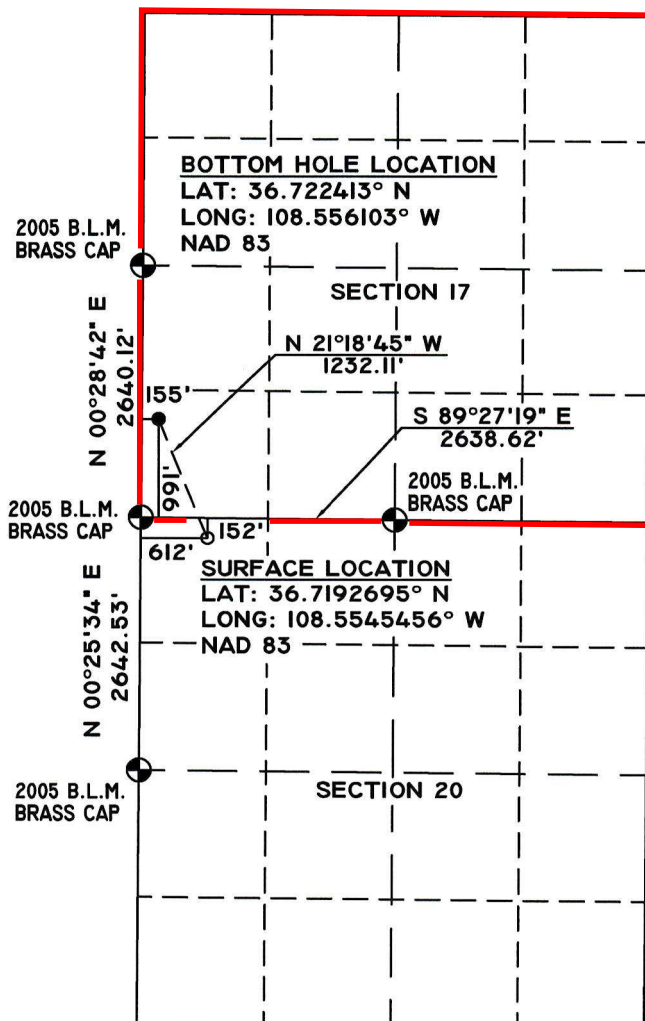 BOTTOM HOLE LOCATION
LAT: 36.722413° N
LONG: 108.556103° W
NAD 83
2005 B.L.M.
BRASS CAP
SECTION 17
N 00°28'42" E
2640.12'
N 21°18'45" W
1232.11'
155'
S 89°27'19" E
2638.62'
991'
2005 B.L.M.
BRASS CAP
2005 B.L.M.
BRASS CAP
152'
612'
SURFACE LOCATION
LAT: 36.7192695° N
LONG: 108.5545456° W
NAD 83
N 00°25'34" E
2642.53'
2005 B.L.M.
BRASS CAP
SECTION 20